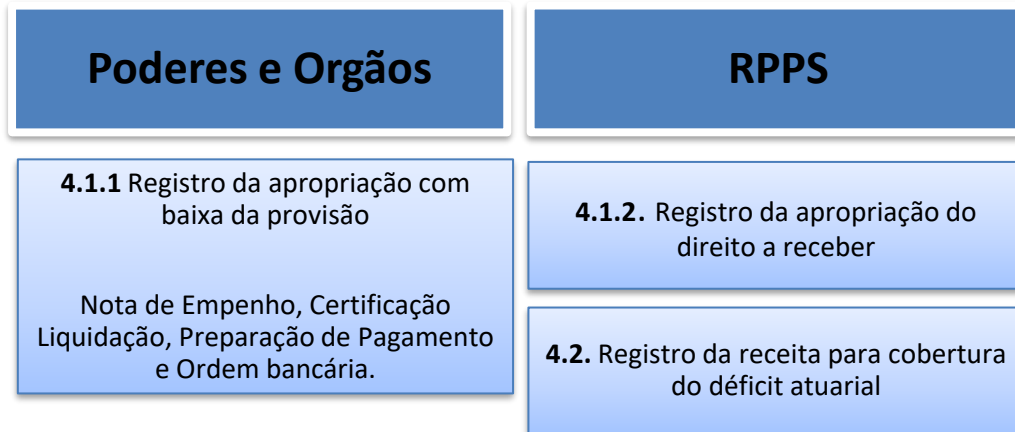 Poderes e Orgãos
4.1.1 Registro da apropriação com
baixa da provisão
Nota de Empenho, Certificação
Liquidação, Preparação de Pagamento
e Ordem bancária.
RPPS
4.1.2. Registro da apropriação do
direito a receber
4.2. Registro da receita para cobertura
do déficit atuarial